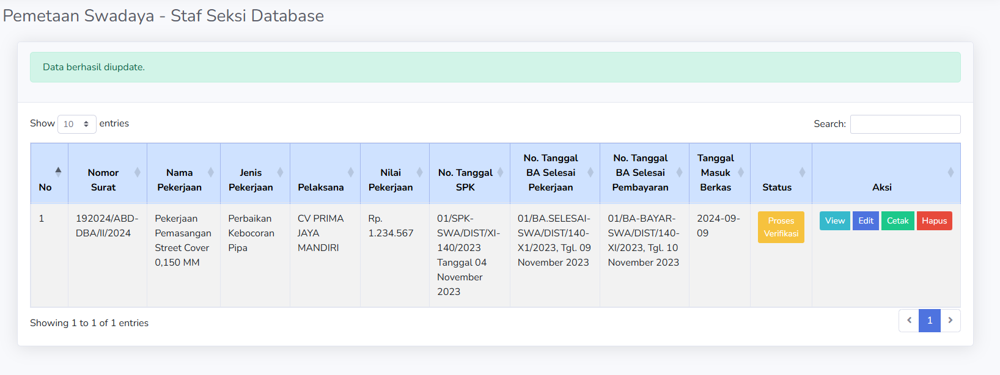 Pemetaan Swadaya - Staf Seksi Database
Data berhasil diupdate.
Show 10 entries
Search:
No
Nomor
Surat
Nama
Pekerjaan
Jenis
Pekerjaan
Pelaksana
Nilai
Pekerjaan
No. Tanggal
SPK
No. Tanggal
BA Selesai
Pekerjaan
No. Tanggal
BA Selesai
Pembayaran
Tanggal
Masuk
Berkas
Status
Aksi
1
192024/ABD-
DBA/II/2024
Pekerjaan
Pemasangan
Street Cover
0,150 MM
Perbaikan
Kebocoran
Pipa
CV PRIMA
JAYA
MANDIRI
Rp.
1.234.567
01/SPK-
SWA/DIST/XI-
140/2023
Tanggal 04
November
2023
01/BA.SELESAI-
SWA/DIST/140-
X1/2023, Tgl. 09
November 2023
01/BA-BAYAR-
SWA/DIST/140-
XI/2023, Tgl. 10
November 2023
2024-09-
09
Proses
Verifikasi
View Edit Cetak Hapus
Showing 1 to 1 of 1 entries
1